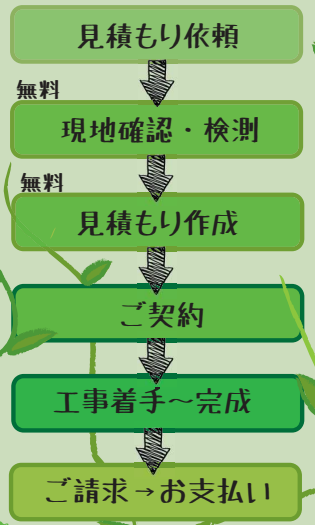 見積もり依頼
無料
現地確認・検測
無料
見積もり作成
ご契約
工事着手～完成
ご請求→お支払い